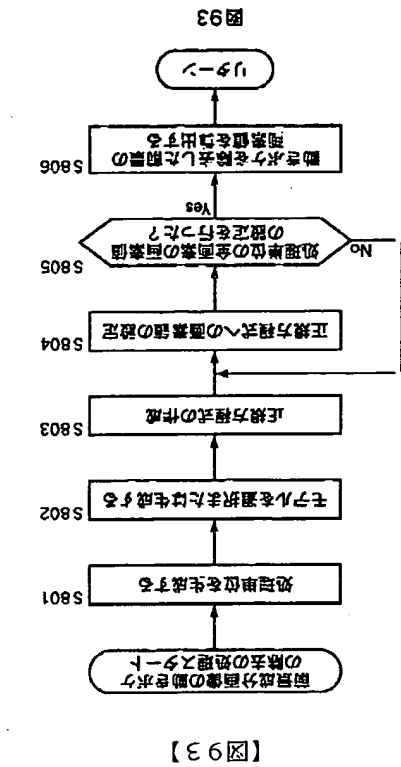 【図93】
前景成分画像の動きボケ
の除去の処理スタート
処理単位を生成する
S801
モデルを選択または生成する
S802
正規方程式の作成
S803
正規方程式への画素値の設定
S804
処理単位の全画素の画素値
の設定を行った？
S805
No
Yes
動きボケを除去した前景の
画素値を算出する
S806
リターン
図93